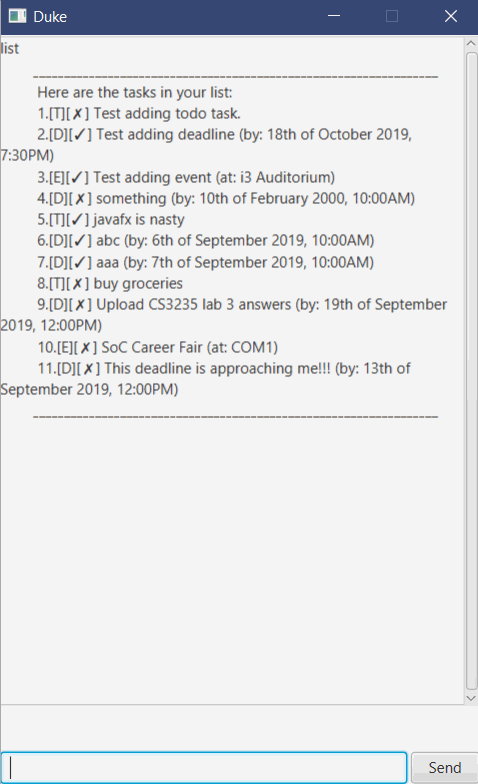 Duke
list
____________________________________________________________
Here are the tasks in your list:
1.[T][✗] Test adding todo task.
2.[D][✓] Test adding deadline (by: 18th of October 2019,
7:30PM)
3.[E][✓] Test adding event (at: i3 Auditorium)
4.[D][✗] something (by: 10th of February 2000, 10:00AM)
5.[T][✓] javafx is nasty
6.[D][✓] abc (by: 6th of September 2019, 10:00AM)
7.[D][✓] aaa (by: 7th of September 2019, 10:00AM)
8.[T][✗] buy groceries
9.[D][✗] Upload CS3235 lab 3 answers (by: 19th of September
2019, 12:00PM)
10.[E][✗] SoC Career Fair (at: COM1)
11.[D][✗] This deadline is approaching me!!! (by: 13th of
September 2019, 12:00PM)
____________________________________________________________
Send